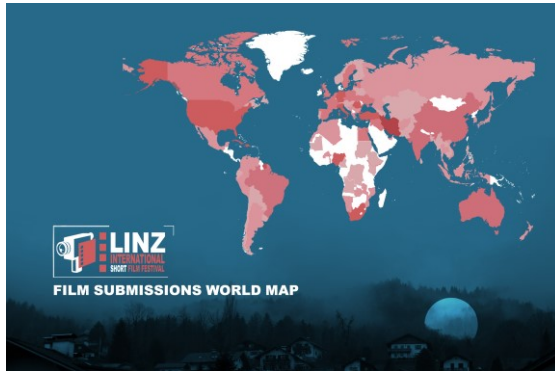 LINZ
INTERNATIONAL
SHORT FILM FESTIVAL
FILM SUBMISSIONS WORLD MAP